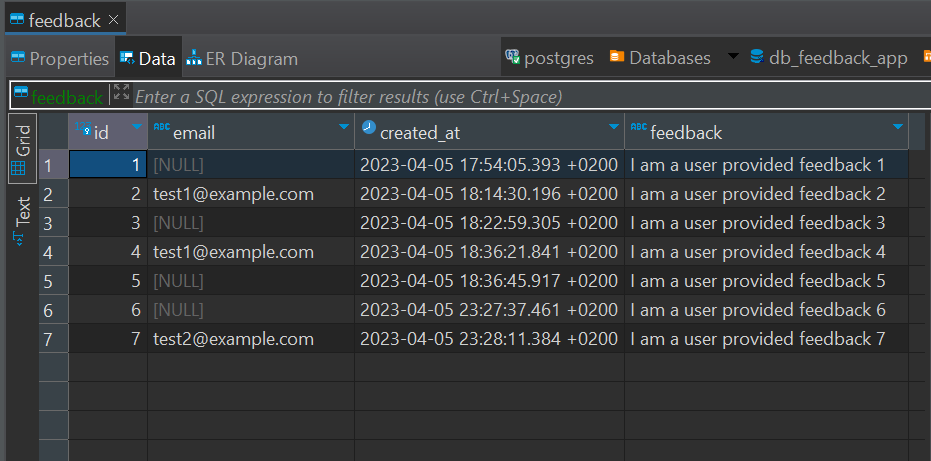 feedback
Properties Data ER Diagram postgres Databases db_feedback_app
feedback Enter a SQL expression to filter results (use Ctrl+Space)
Grid
Text
id ABC email created_at ABC feedback
1 1 [NULL] 2023-04-05 17:54:05.393 +0200 I am a user provided feedback 1
2 2 test1@example.com 2023-04-05 18:14:30.196 +0200 I am a user provided feedback 2
3 3 [NULL] 2023-04-05 18:22:59.305 +0200 I am a user provided feedback 3
4 4 test1@example.com 2023-04-05 18:36:21.841 +0200 I am a user provided feedback 4
5 5 [NULL] 2023-04-05 18:36:45.917 +0200 I am a user provided feedback 5
6 6 [NULL] 2023-04-05 23:27:37.461 +0200 I am a user provided feedback 6
7 7 test2@example.com 2023-04-05 23:28:11.384 +0200 I am a user provided feedback 7